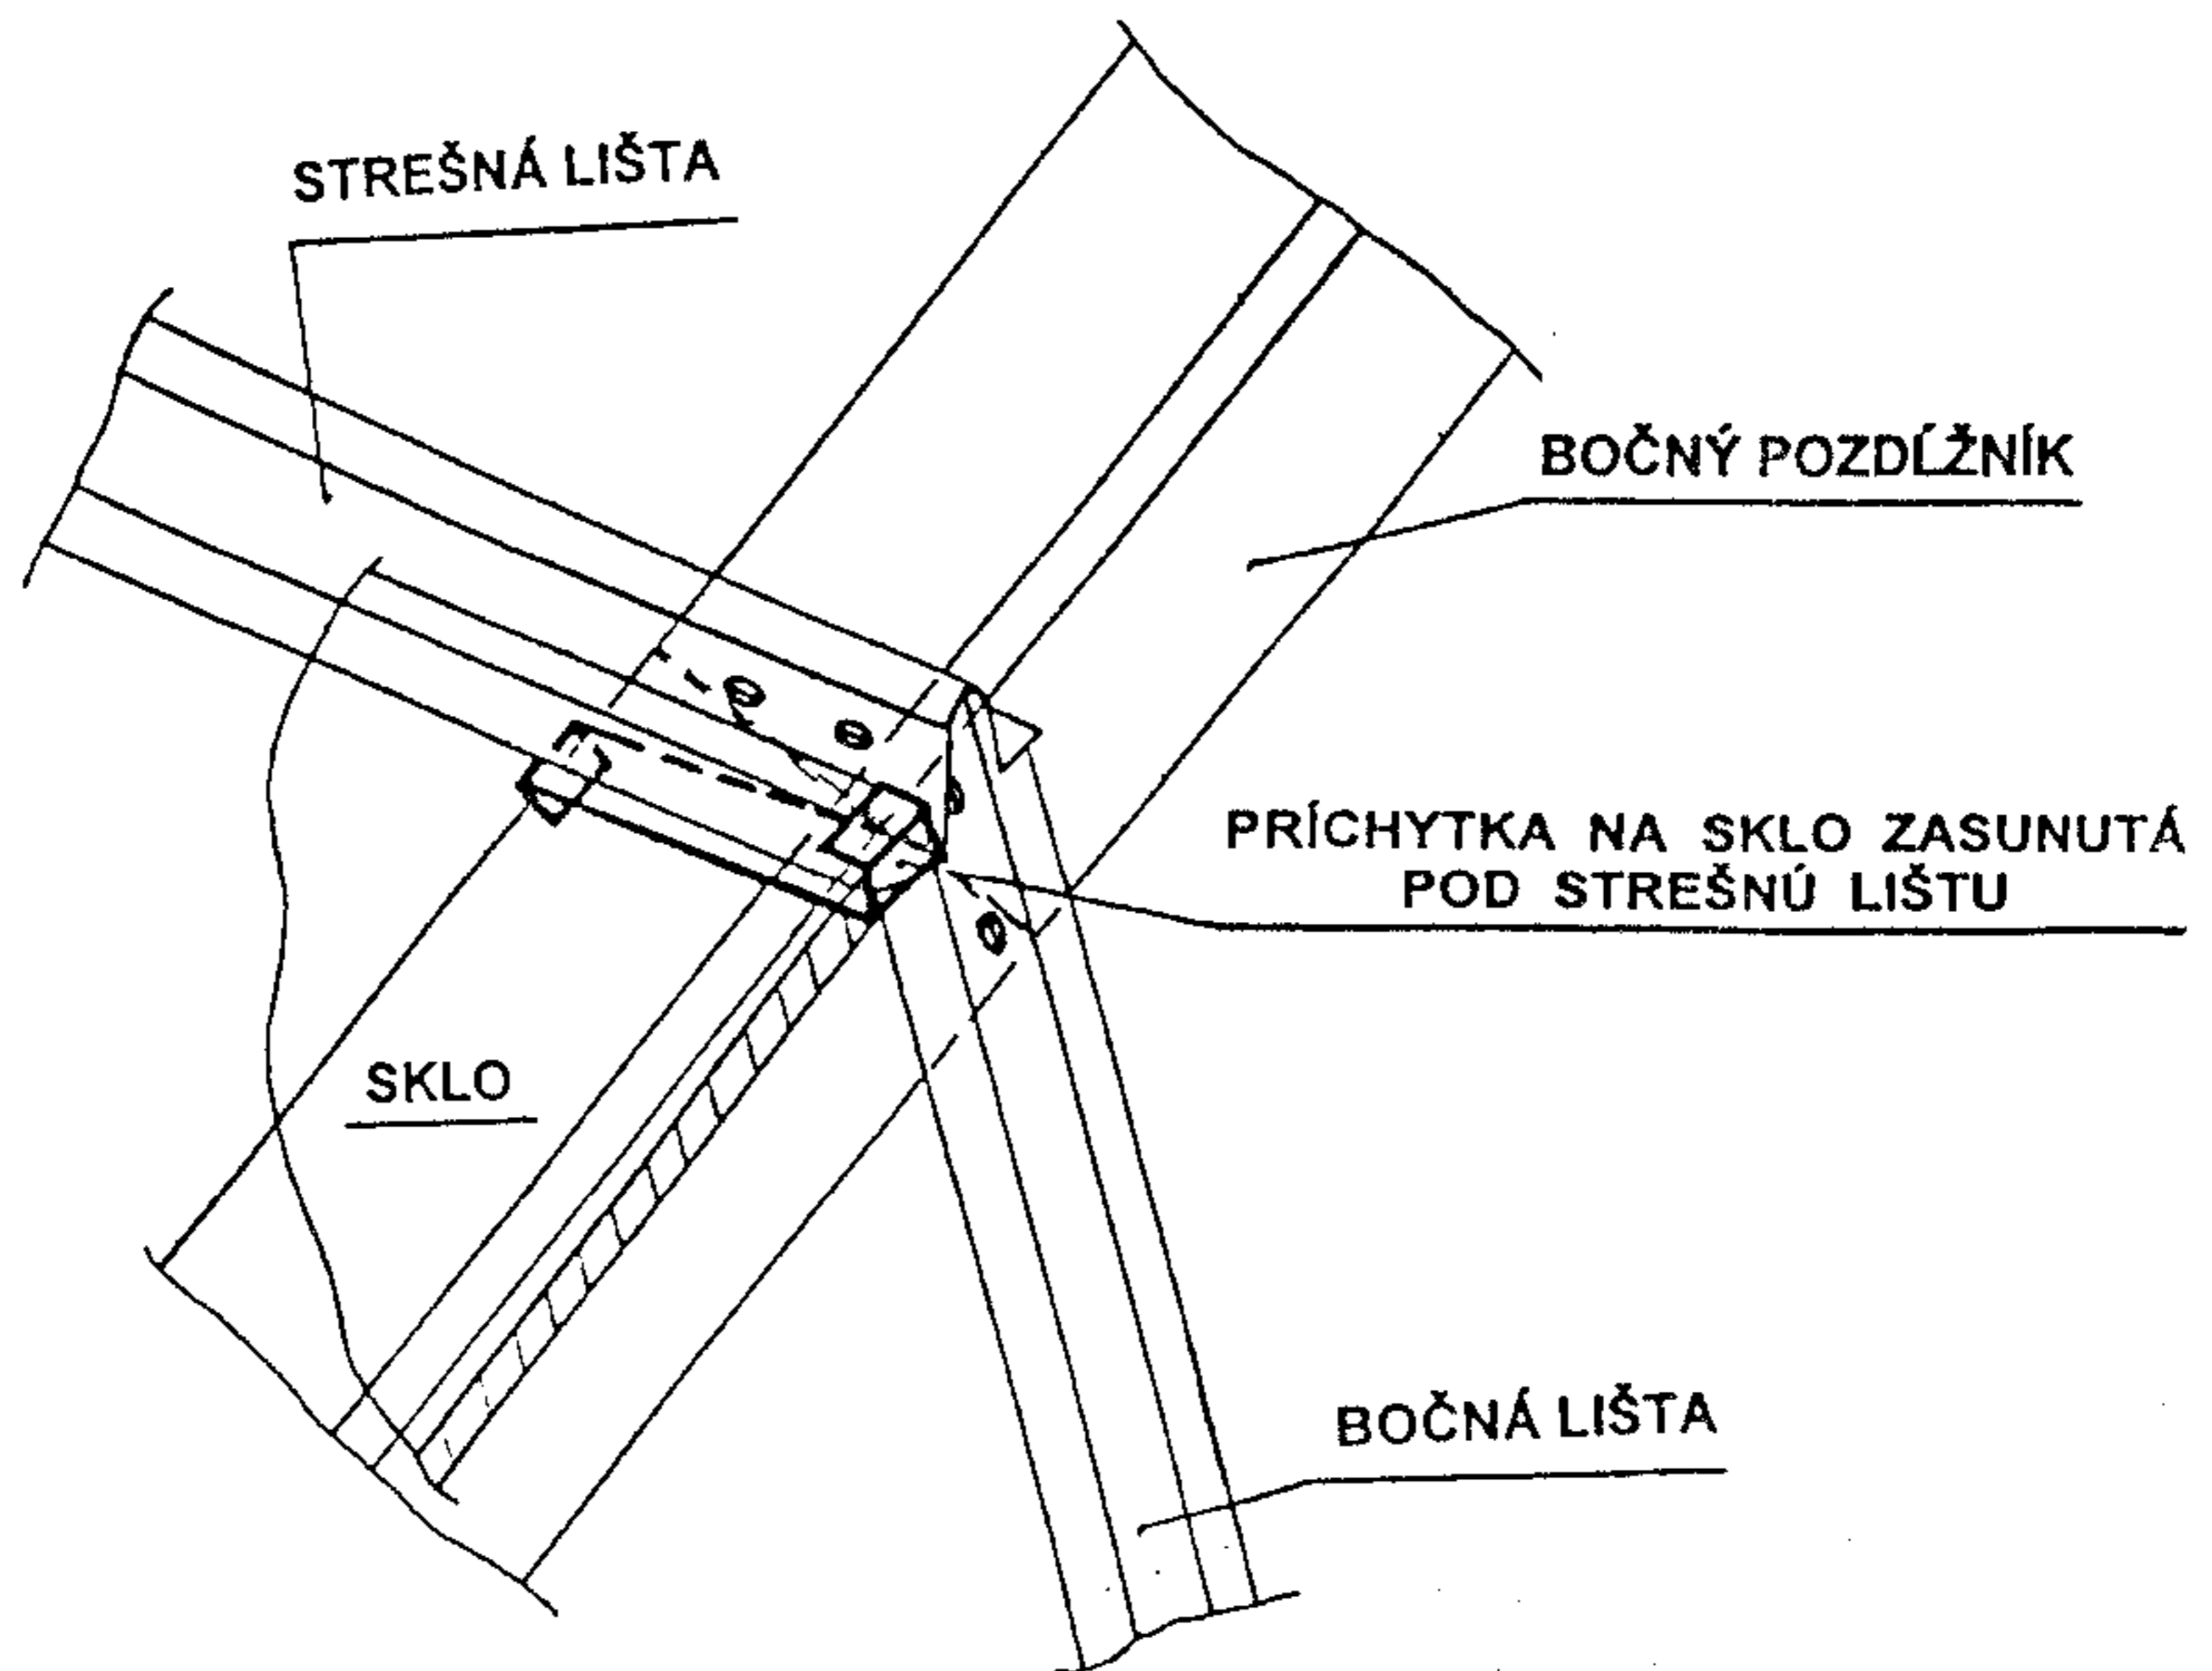 STREŠNÁ LIŠTA
BOČNÝ POZDĹŽNÍK
PRÍCHYTKA NA SKLO ZASUNUTÁ
POD STREŠNÚ LIŠTU
SKLO
BOČNÁ LIŠTA